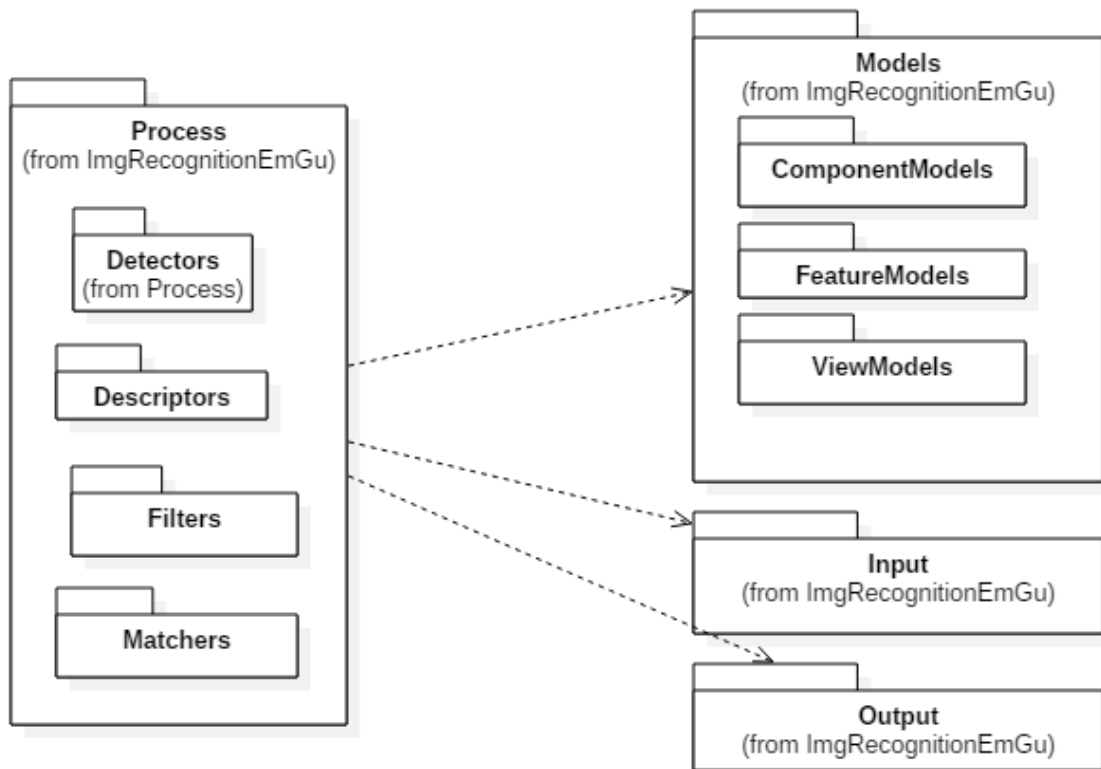 Process
(from ImgRecognitionEmGu)
Detectors
(from Process)
Descriptors
Filters
Matchers
Models
(from ImgRecognitionEmGu)
ComponentModels
FeatureModels
ViewModels
Input
(from ImgRecognitionEmGu)
Output
(from ImgRecognitionEmGu)